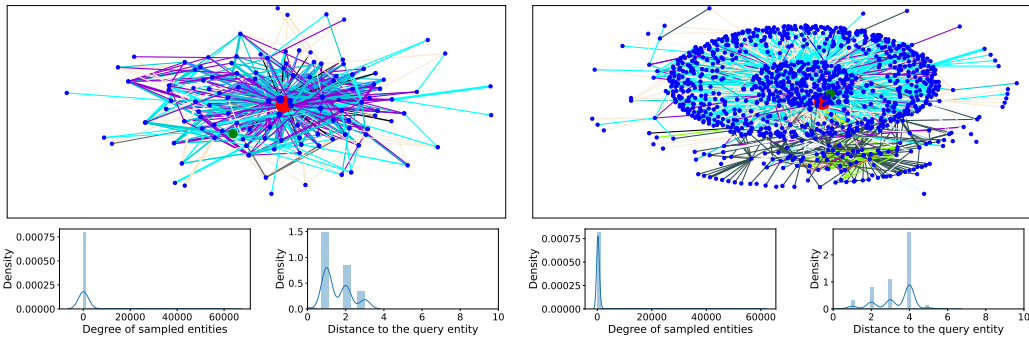 0.00075
0.00050
0.00025
0.00000
Density
0 20000 40000 60000
Degree of sampled entities
1.5
1.0
0.5
0.0
Density
0 2 4 6 8 10
Distance to the query entity
0.00075
0.00050
0.00025
0.00000
Density
0 20000 40000 60000
Degree of sampled entities
2
1
0
Density
0 2 4 6 8 10
Distance to the query entity